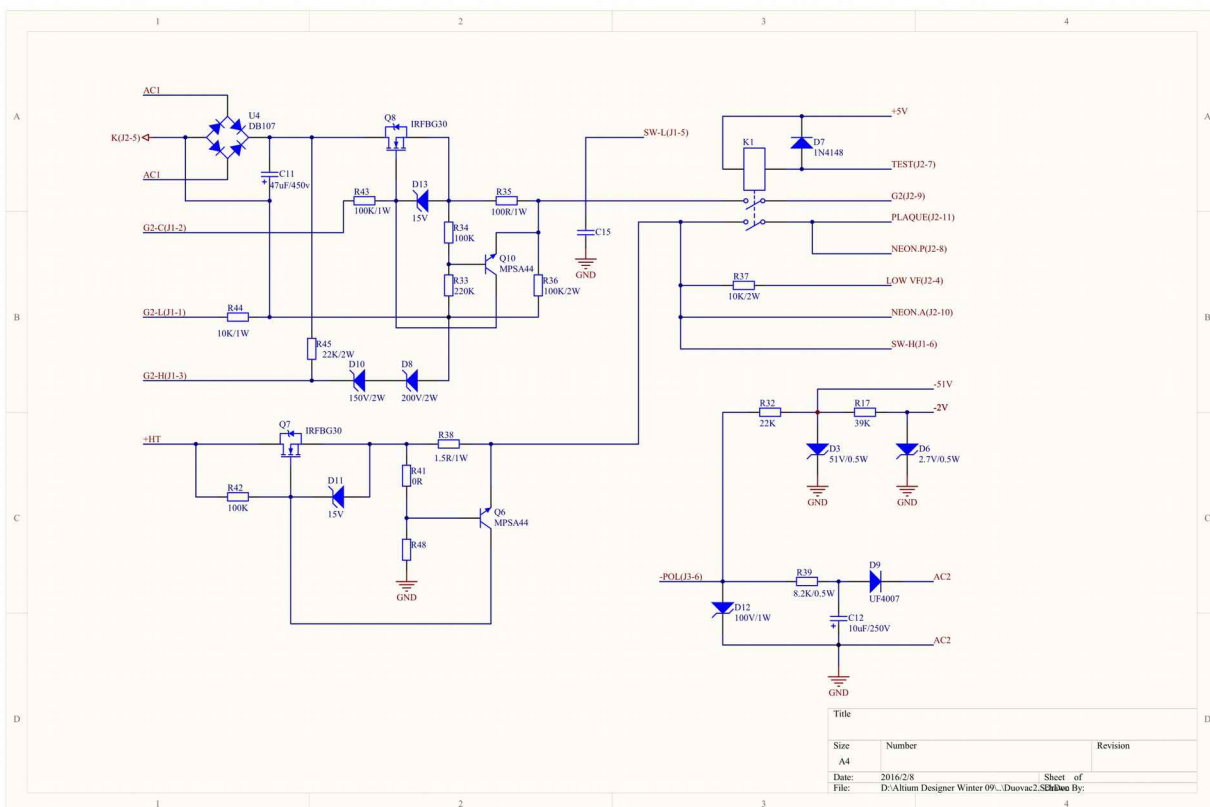 1 2 3 4
A A
B B
C C
D D
1 2 3 4
AC1
U4
DB107
K(J2-5)
AC1
C11
+ 47uF/450v
Q8
IRFBG30
R43
100K/1W
D13
15V
R35
100R/1W
G2-C(J1-2)
R34
100K
Q10
MPSA44
R33
220K
R36
100K/2W
G2-L(J1-1)
R44
10K/1W
R45
22K/2W
G2-H(J1-3)
D10
150V/2W
D8
200V/2W
SW-L(J1-5)
C15
GND
+5V
K1
D7
1N4148
TEST(J2-7)
G2(J2-9)
PLAQUE(J2-11)
NEON.P(J2-8)
R37
10K/2W
LOW VF(J2-4)
NEON.A(J2-10)
SW-H(J1-6)
+HT
Q7
IRFBG30
R38
1.5R/1W
R42
100K
D11
15V
R41
0R
Q6
MPSA44
R48
GND
-51V
R32
22K
R17
39K
-2V
D3
51V/0.5W
D6
2.7V/0.5W
GND
GND
-POL(J3-6)
R39
8.2K/0.5W
D9
UF4007
AC2
D12
100V/1W
C12
+ 10uF/250V
AC2
GND
Title
Size Number Revision
A4
Date: 2016/2/8 Sheet of
File: D:\Altium Designer Winter 09\...\Duovac2.SchDoc By: